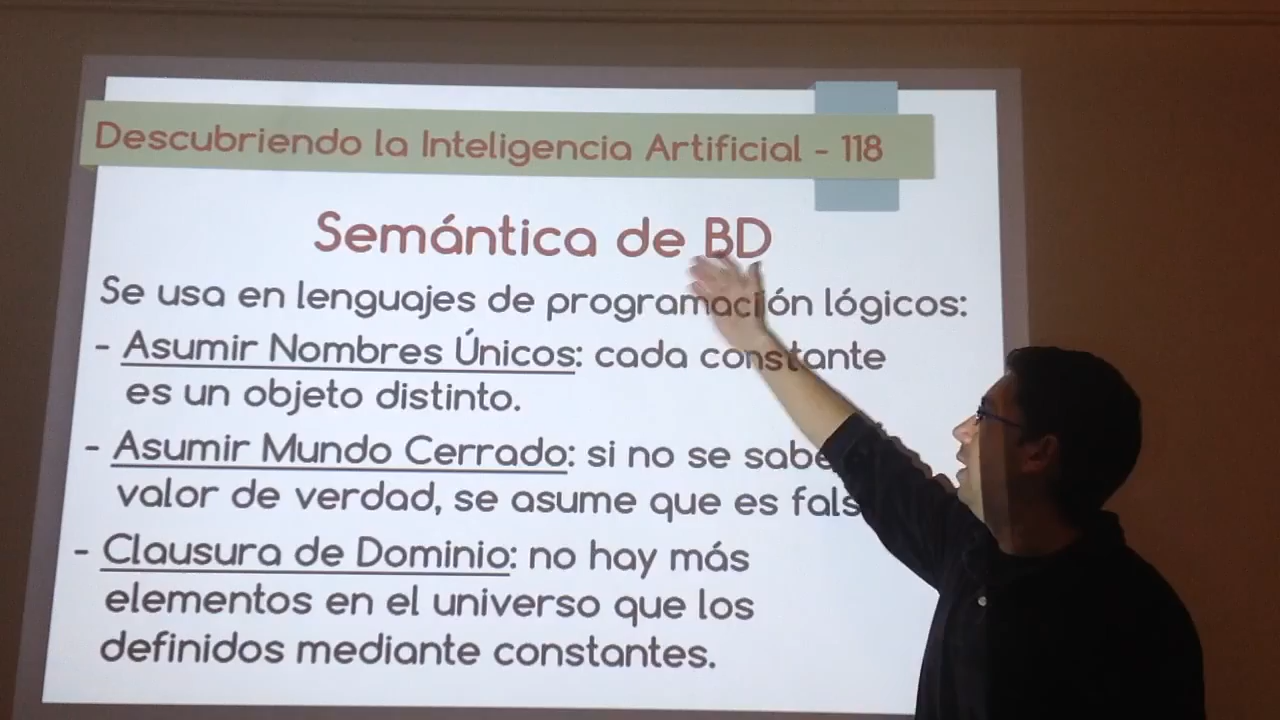 Descubriendo la Inteligencia Artificial - 118
Semántica de BD
Se usa en lenguajes de programación lógicos:
- Asumir Nombres Únicos: cada constante
es un objeto distinto.
- Asumir Mundo Cerrado: si no se sabe
valor de verdad, se asume que es fals
- Clausura de Dominio: no hay más
elementos en el universo que los
definidos mediante constantes.